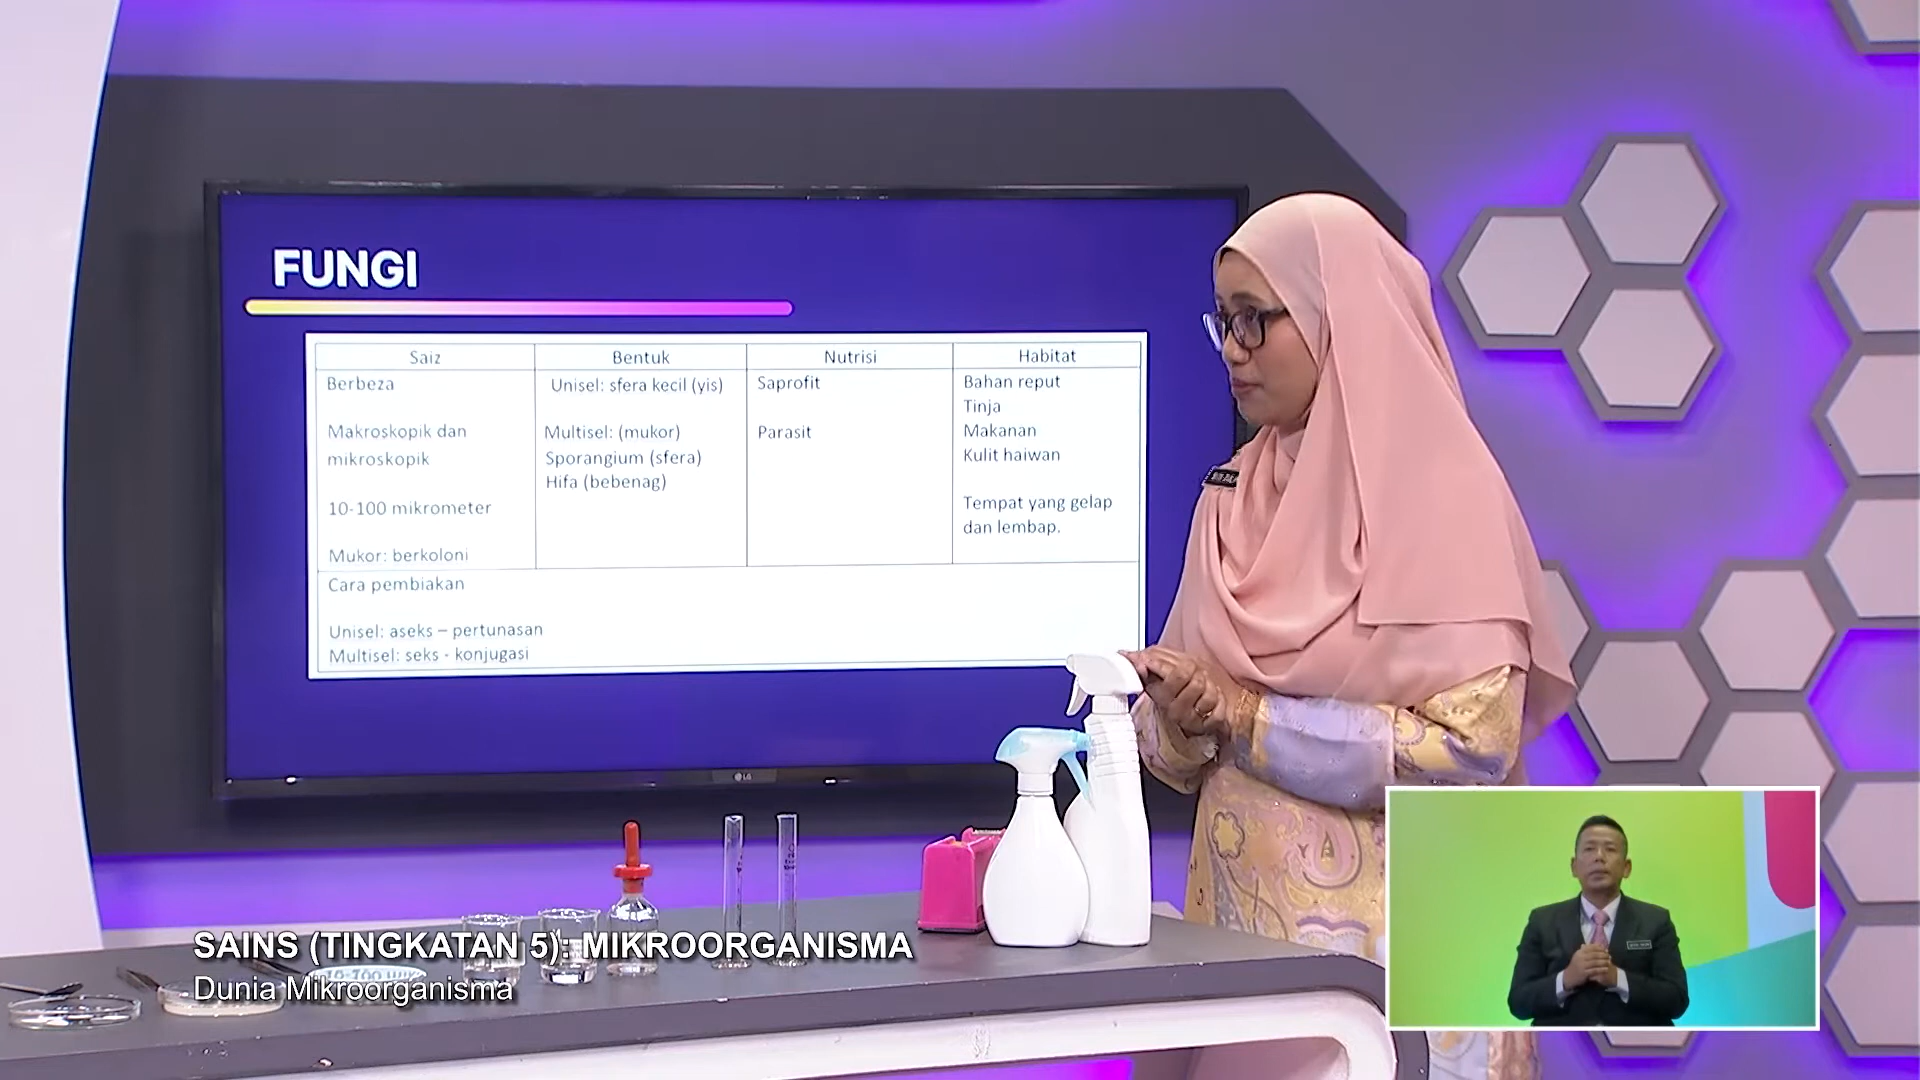 FUNGI
Saiz
Berbeza
Makroskopik dan
mikroskopik
10-100 mikrometer
Mukor: berkoloni
Bentuk
Unisel: sfera kecil (yis)
Multisel: (mukor)
Sporangium (sfera)
Hifa (bebenag)
Nutrisi
Saprofit
Parasit
Habitat
Bahan reput
Tinja
Makanan
Kulit haiwan
Tempat yang gelap
dan lembap.
Cara pembiakan
Unisel: aseks – pertunasan
Multisel: seks - konjugasi
LG
SAINS (TINGKATAN 5): MIKROORGANISMA
Dunia Mikroorganisma